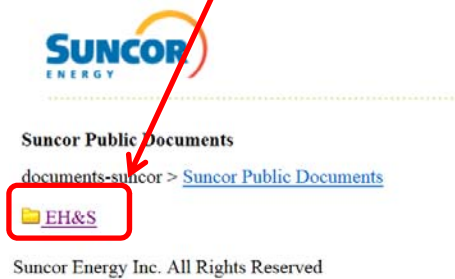 SUNCOR
ENERGY
Suncor Public Documents
documents-suncor > Suncor Public Documents
EH&S
Suncor Energy Inc. All Rights Reserved